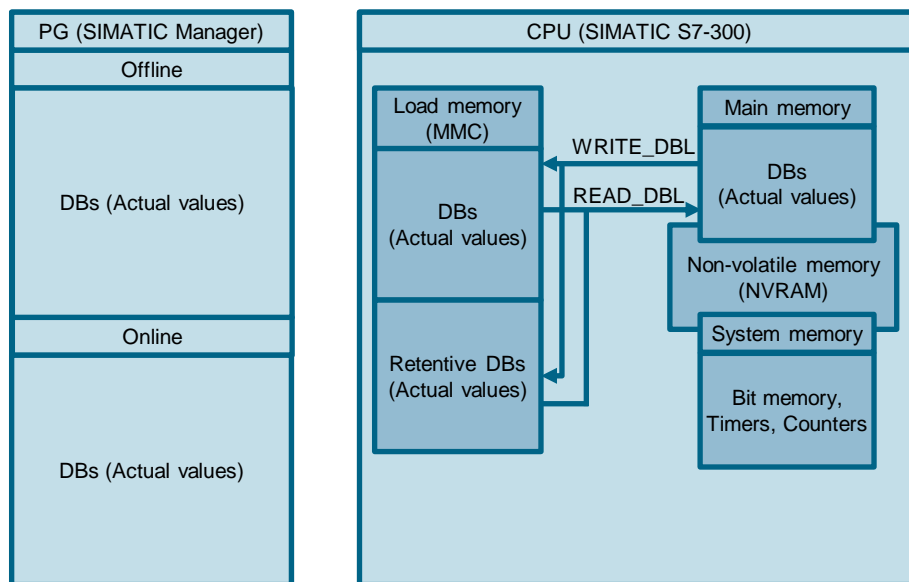 PG (SIMATIC Manager)
Offline
DBs (Actual values)
Online
DBs (Actual values)
CPU (SIMATIC S7-300)
Load memory
(MMC)
DBs
(Actual values)
Retentive DBs
(Actual values)
WRITE_DBL
READ_DBL
Main memory
DBs
(Actual values)
Non-volatile memory
(NVRAM)
System memory
Bit memory,
Timers, Counters